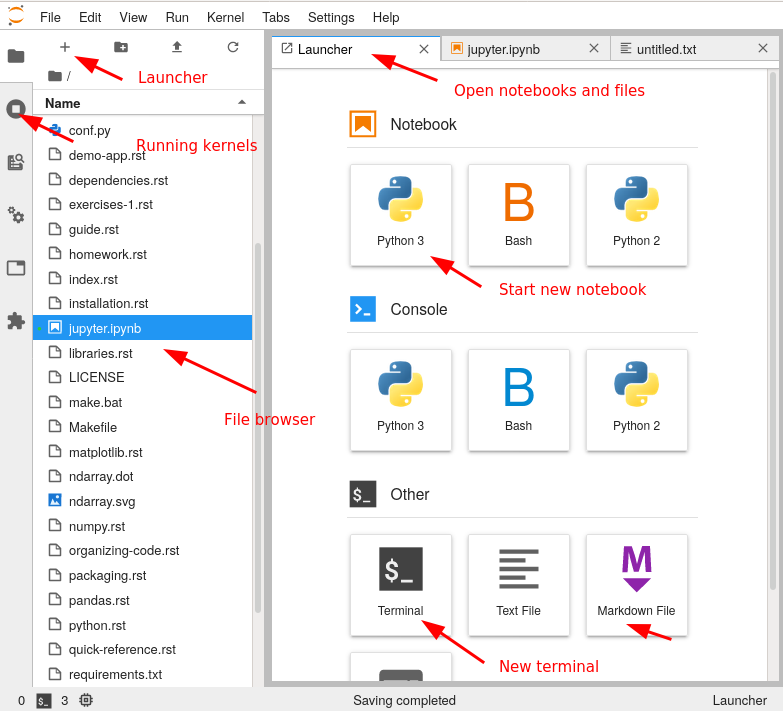 File Edit View Run Kernel Tabs Settings Help
Launcher
/
Name
Running kernels
conf.py
demo-app.rst
dependencies.rst
exercises-1.rst
guide.rst
homework.rst
index.rst
installation.rst
jupyter.ipynb
libraries.rst
LICENSE
make.bat
File browser
Makefile
matplotlib.rst
ndarray.dot
ndarray.svg
numpy.rst
organizing-code.rst
packaging.rst
pandas.rst
python.rst
quick-reference.rst
requirements.txt
Launcher jupyter.ipynb untitled.txt
Open notebooks and files
Notebook
B
Python 3 Bash Python 2
Start new notebook
Console
B
Python 3 Bash Python 2
$_ Other
$_ M
Terminal Text File Markdown File
New terminal
0 $_ 3 Saving completed Launcher